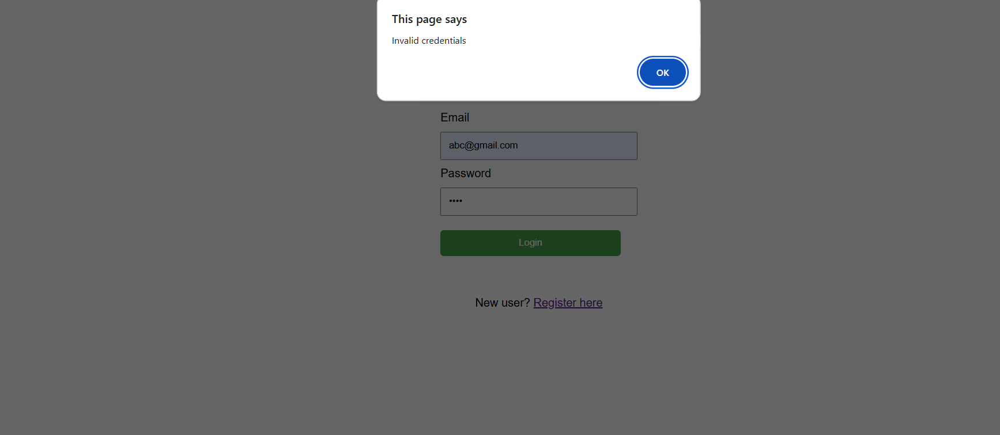 This page says
Invalid credentials
OK
Email
abc@gmail.com
Password
••••
Login
New user? Register here